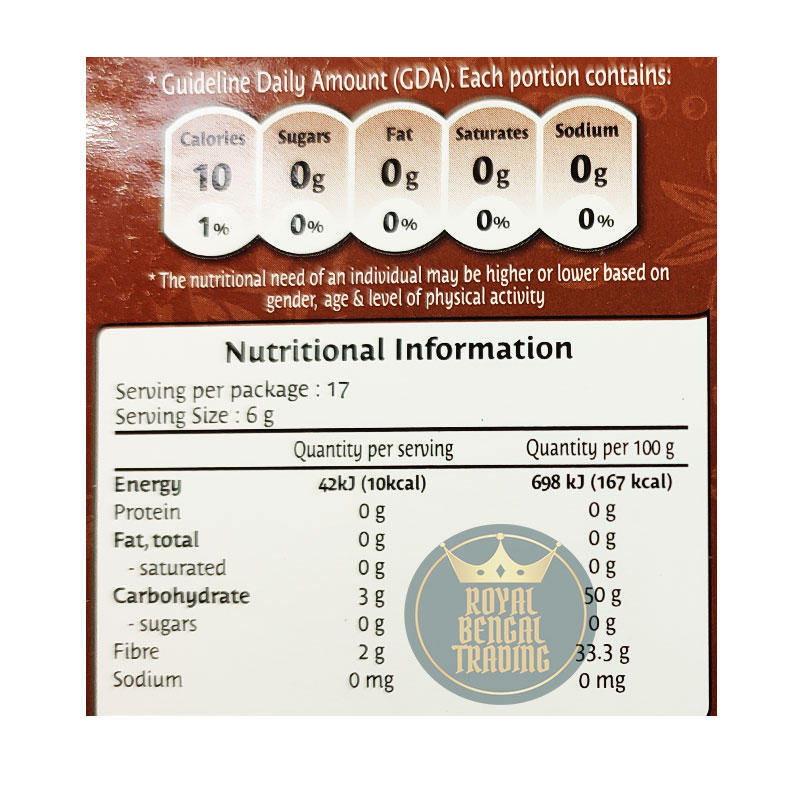 * Guideline Daily Amount (GDA). Each portion contains:
Calories Sugars Fat Saturates Sodium
10 0g 0g 0g 0g
1% 0% 0% 0% 0%
* The nutritional need of an individual may be higher or lower based on
gender, age & level of physical activity
Nutritional Information
Serving per package : 17
Serving Size : 6 g
Quantity per serving Quantity per 100 g
Energy 42kJ (10kcal) 698 kJ (167 kcal)
Protein 0 g 0 g
Fat, total 0 g 0 g
- saturated 0 g 0 g
Carbohydrate 3 g 50 g
- sugars 0 g 0 g
Fibre 2 g 33.3 g
Sodium 0 mg 0 mg
ROYAL
BENGAL
TRADING